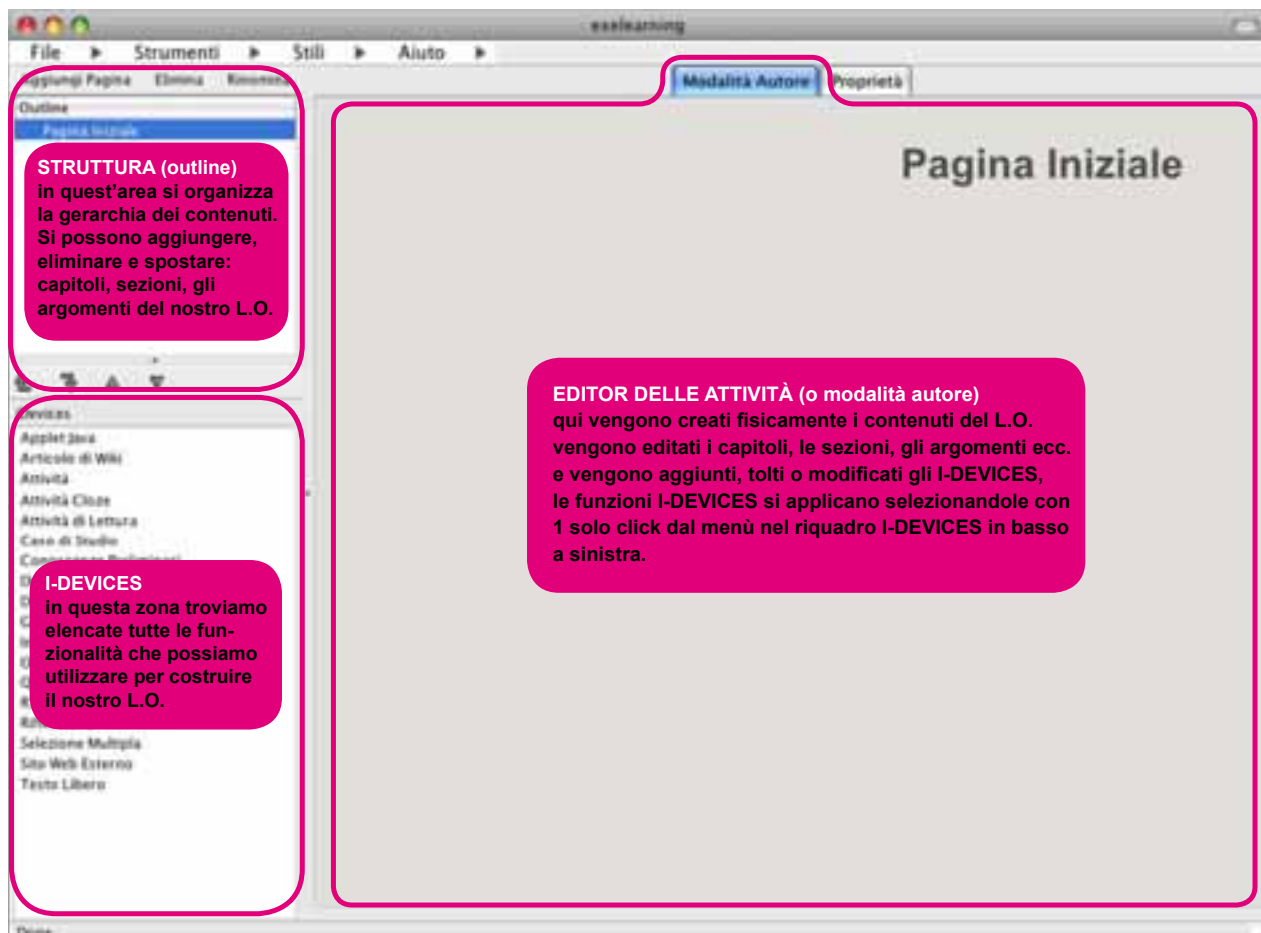 exelearning
File Strumenti Stili Aiuto
Aggiungi Pagina Elimina
Modalità Autore Proprietà
Outline
Pagina Iniziale
Pagina Iniziale
STRUTTURA (outline)
in quest'area si organizza
la gerarchia dei contenuti.
Si possono aggiungere,
eliminare e spostare:
capitoli, sezioni, gli
argomenti del nostro L.O.
EDITOR DELLE ATTIVITÀ (o modalità autore)
qui vengono creati fisicamente i contenuti del L.O.
vengono editati i capitoli, le sezioni, gli argomenti ecc.
e vengono aggiunti, tolti o modificati gli I-DEVICES,
le funzioni I-DEVICES si applicano selezionandole con
1 solo click dal menù nel riquadro I-DEVICES in basso
a sinistra.
Applet Java
Articolo di Wiki
Attività
Attività Cloze
Attività di Lettura
Caso di Studio
I-DEVICES
in questa zona troviamo
elencate tutte le fun-
zionalità che possiamo
utilizzare per costruire
il nostro L.O.
Selezione Multipla
Sito Web Esterno
Testo Libero